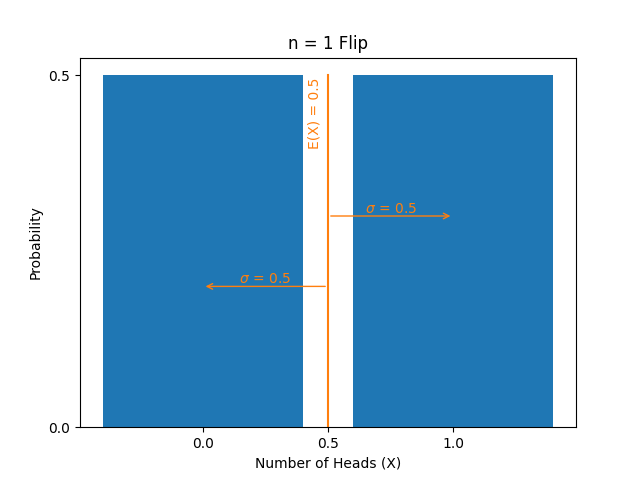 n = 1 Flip
0.5
E(X) = 0.5
σ = 0.5
σ = 0.5
Probability
0.0
0.0 0.5 1.0
Number of Heads (X)